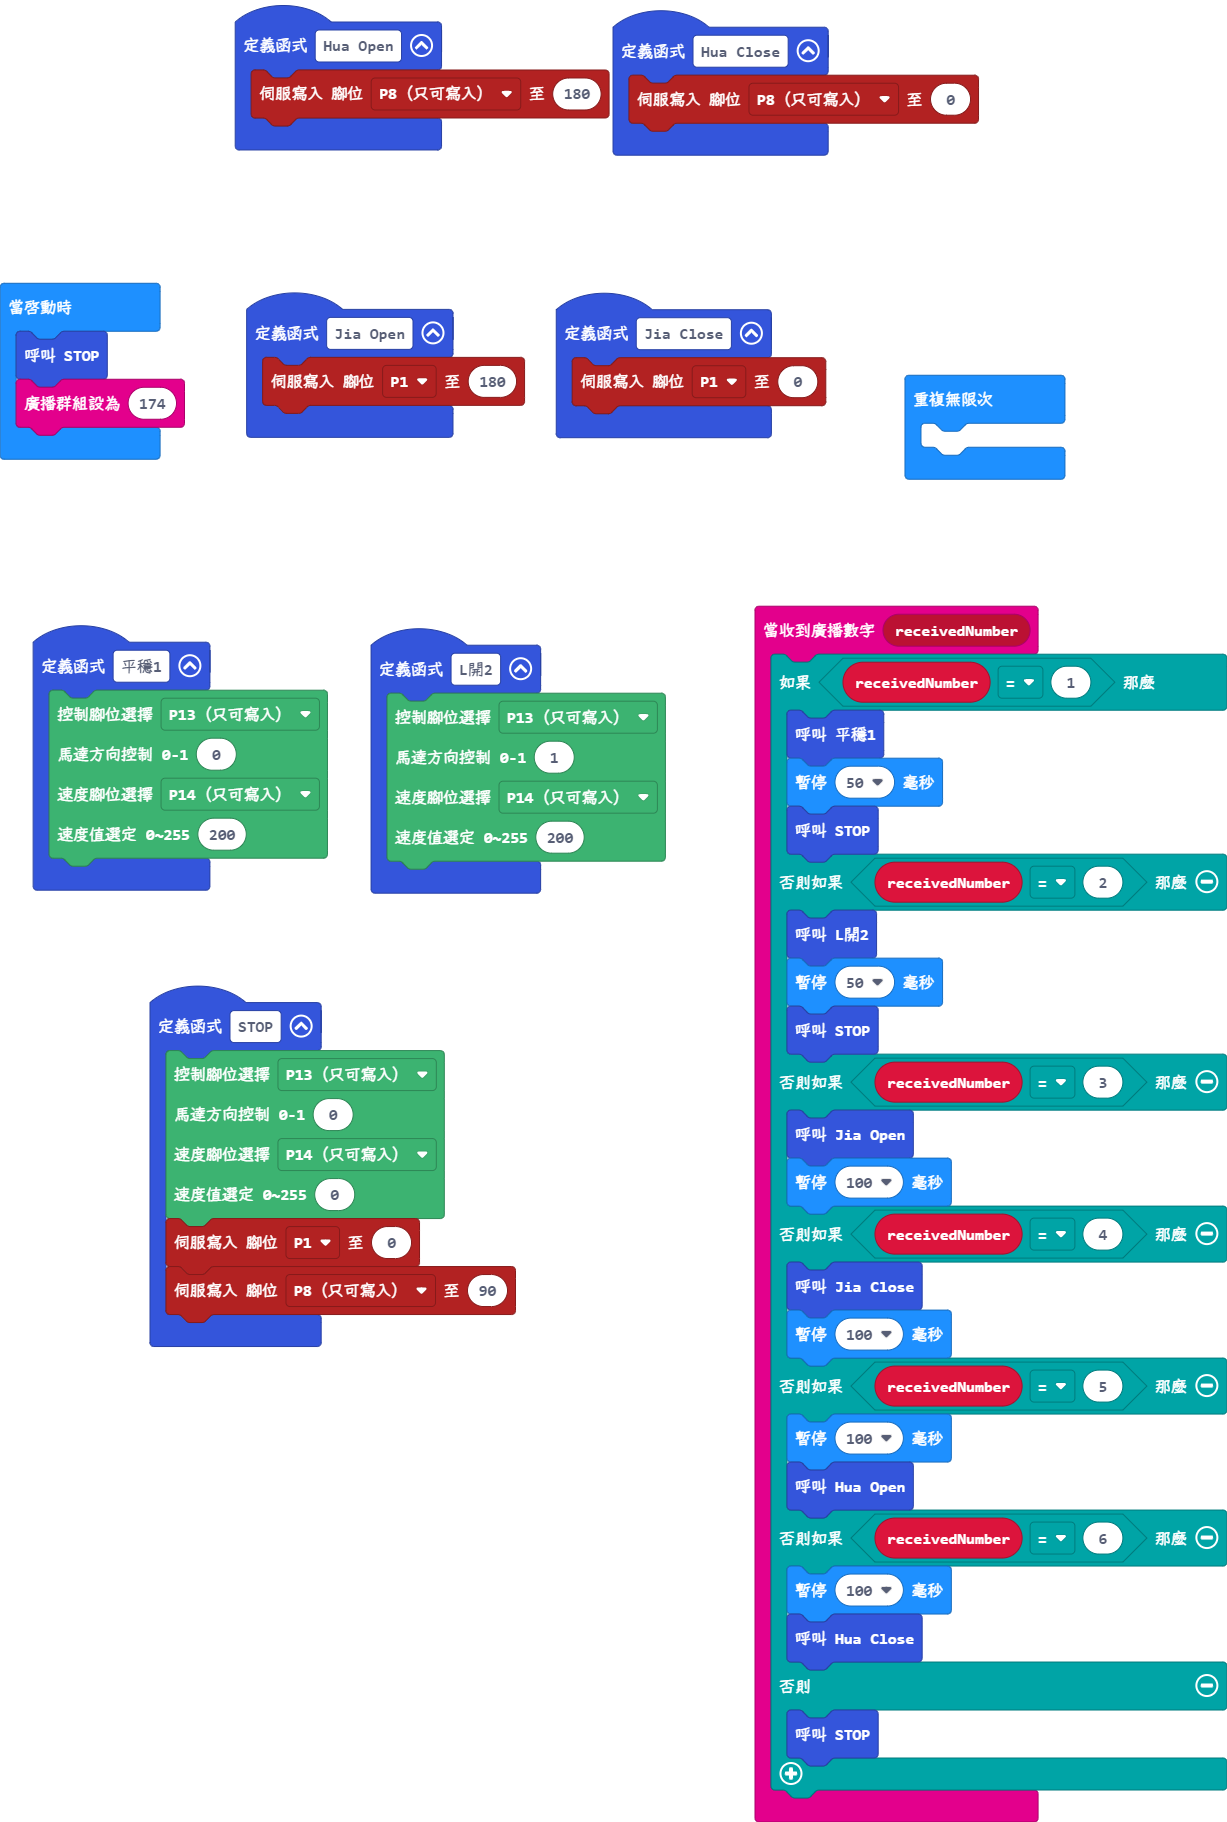 定義函式 Hua Open
伺服寫入 腳位 P8 (只可寫入) 至 180
定義函式 Hua Close
伺服寫入 腳位 P8 (只可寫入) 至 0
當啓動時
呼叫 STOP
廣播群組設為 174
定義函式 Jia Open
伺服寫入 腳位 P1 至 180
定義函式 Jia Close
伺服寫入 腳位 P1 至 0
重複無限次
定義函式 平穩1
控制腳位選擇 P13 (只可寫入)
馬達方向控制 0-1 0
速度腳位選擇 P14 (只可寫入)
速度值選定 0~255 200
定義函式 L開2
控制腳位選擇 P13 (只可寫入)
馬達方向控制 0-1 1
速度腳位選擇 P14 (只可寫入)
速度值選定 0~255 200
定義函式 STOP
控制腳位選擇 P13 (只可寫入)
馬達方向控制 0-1 0
速度腳位選擇 P14 (只可寫入)
速度值選定 0~255 0
伺服寫入 腳位 P1 至 0
伺服寫入 腳位 P8 (只可寫入) 至 90
當收到廣播數字 receivedNumber
如果 receivedNumber = 1 那麼
呼叫 平穩1
暫停 50 毫秒
呼叫 STOP
否則如果 receivedNumber = 2 那麼
呼叫 L開2
暫停 50 毫秒
呼叫 STOP
否則如果 receivedNumber = 3 那麼
呼叫 Jia Open
暫停 100 毫秒
否則如果 receivedNumber = 4 那麼
呼叫 Jia Close
暫停 100 毫秒
否則如果 receivedNumber = 5 那麼
暫停 100 毫秒
呼叫 Hua Open
否則如果 receivedNumber = 6 那麼
暫停 100 毫秒
呼叫 Hua Close
否則
呼叫 STOP